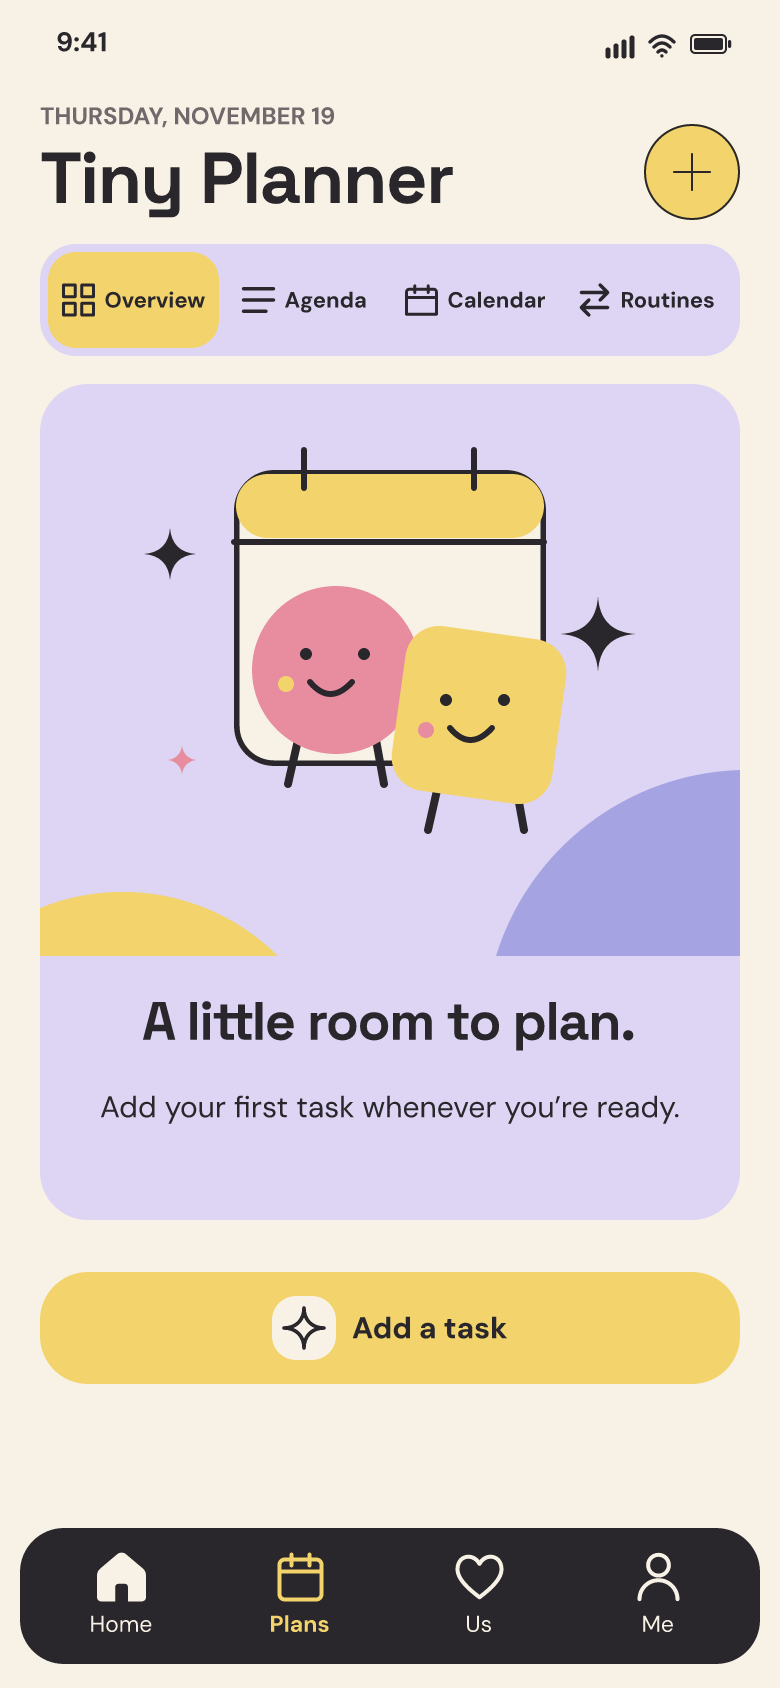 9:41
THURSDAY, NOVEMBER 19
Tiny Planner
Overview Agenda Calendar Routines
A little room to plan.
Add your first task whenever you’re ready.
Add a task
Home Plans Us Me